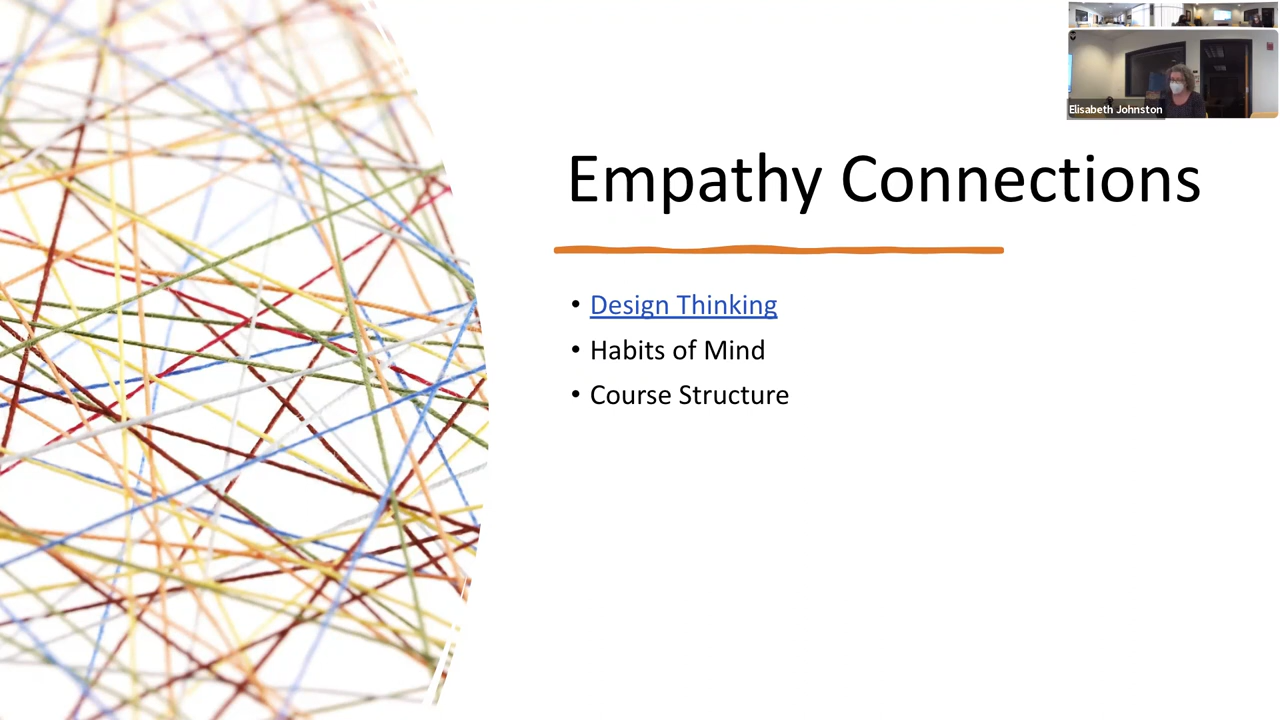 Elisabeth Johnston
Empathy Connections
• Design Thinking
• Habits of Mind
• Course Structure